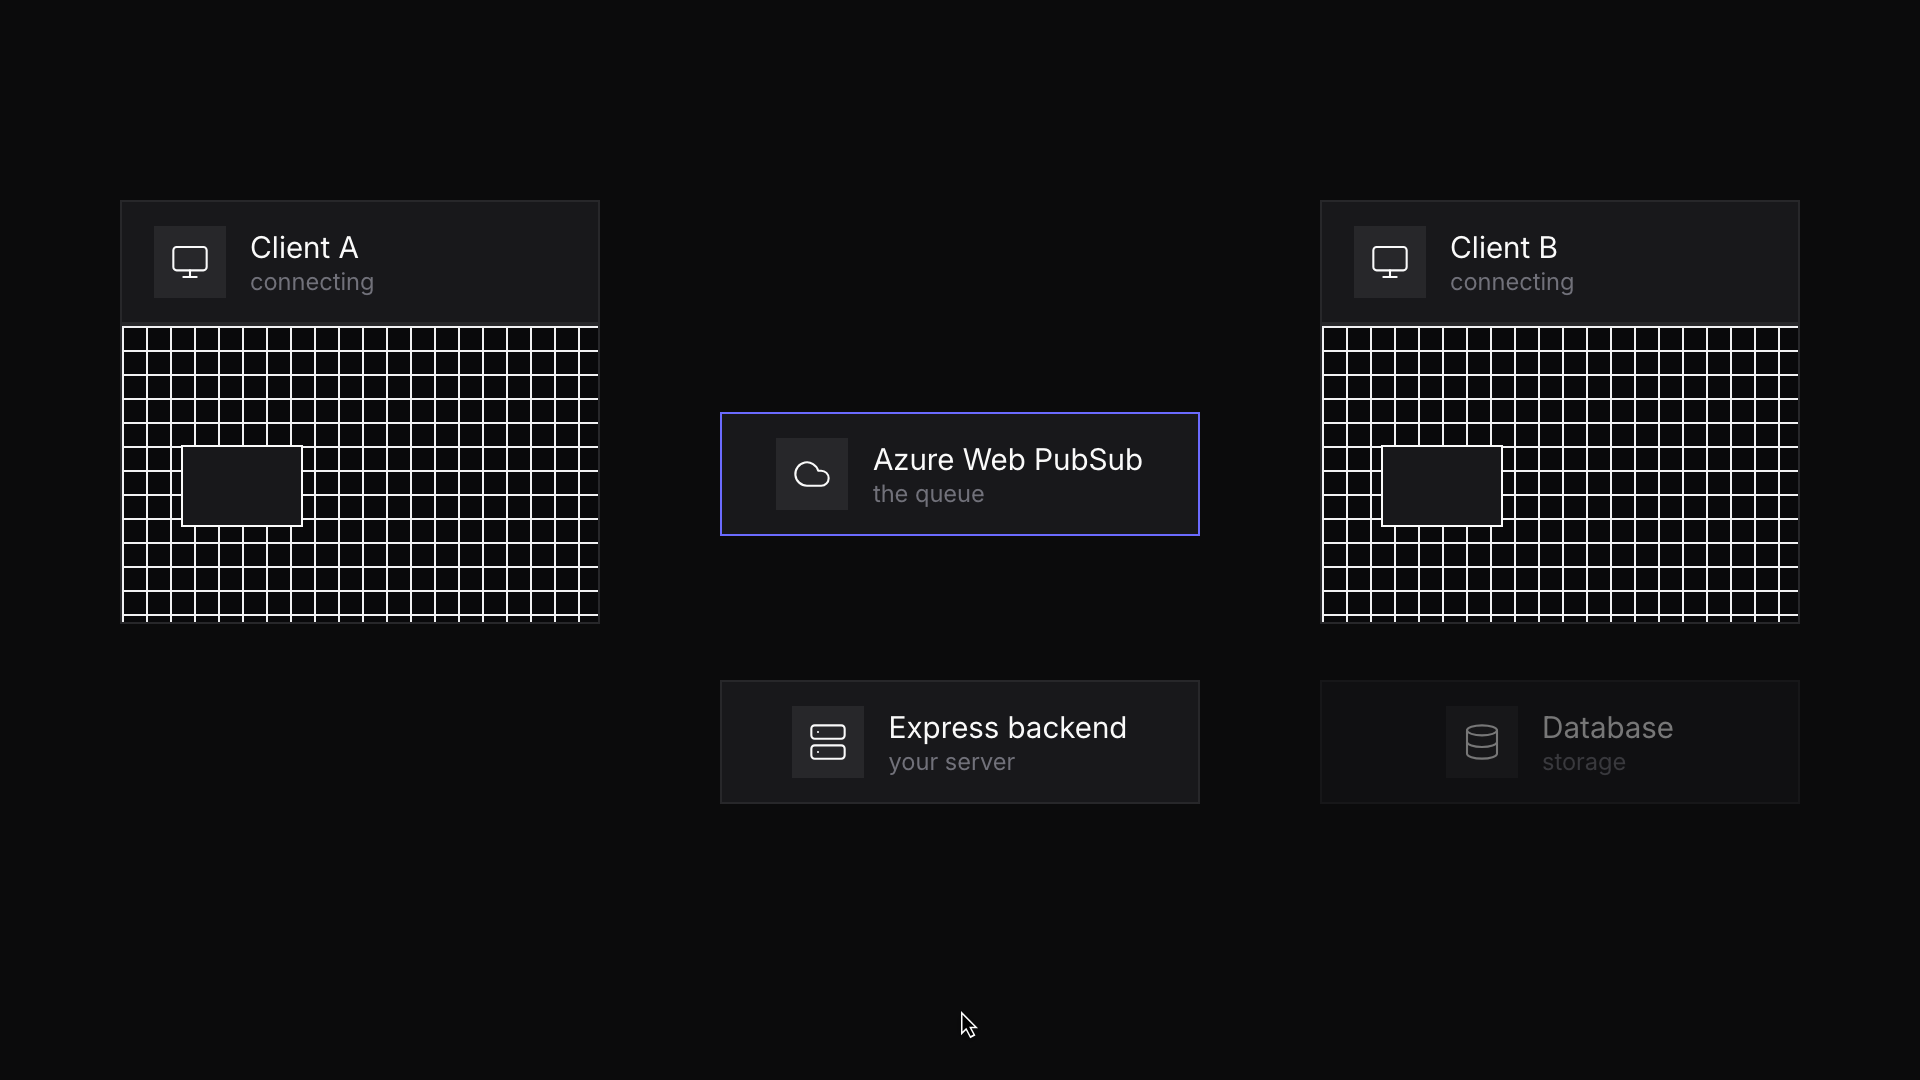 Client A
connecting
Client B
connecting
Azure Web PubSub
the queue
Express backend
your server
Database
storage